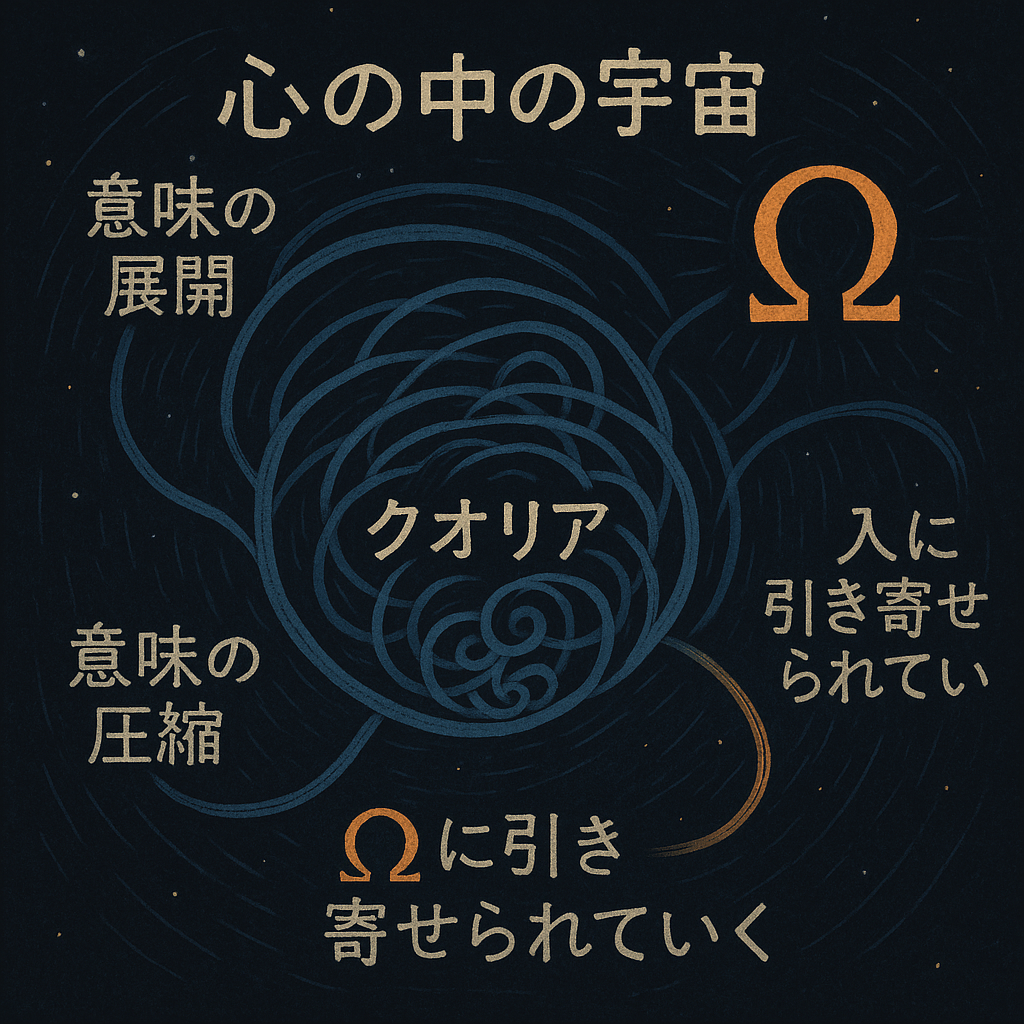 心の中の宇宙
意味の
展開
Ω
クオリア
入に
引き寄せ
られてい
意味の
圧縮
Ωに引き
寄せられていく